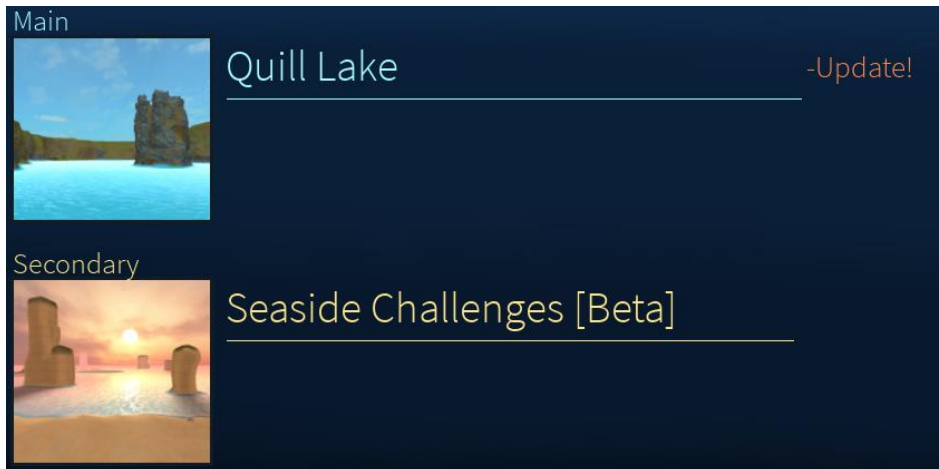 Main
Quill Lake
-Update!
Secondary
Seaside Challenges [Beta]